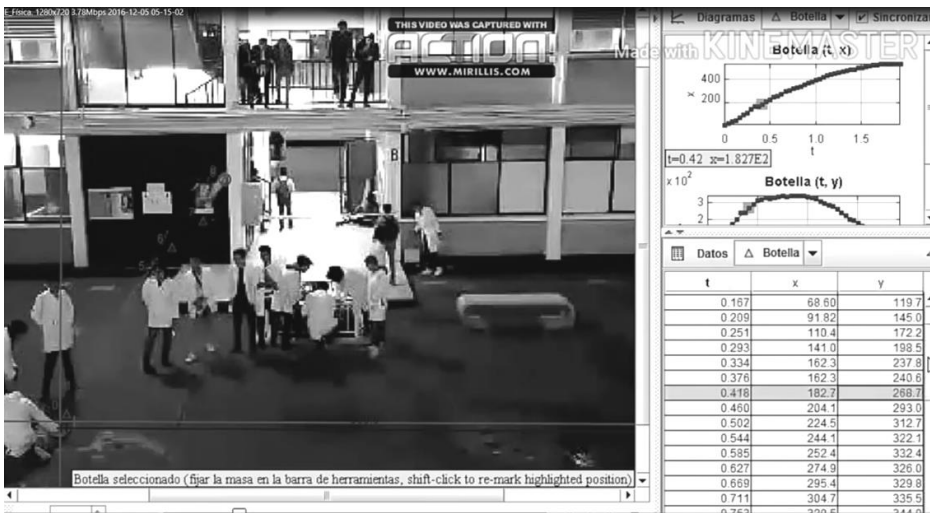 E_Física. 1280x720 3.78Mbps 2016-12-05 05-15-02
THIS VIDEO WAS CAPTURED WITH
ACTION!
WWW.MIRILLIS.COM
Made with KINEMASTER
Diagramas
Botella
Sincroniza
Botella (t, x)
x
400
200
0.0 0.5 1.0 1.5
t
t=0.42 x=1.827E2
x 10²
Botella (t, y)
3
2
B
Datos
Botella
t x y
0.167 68.60 119.7
0.209 91.82 145.0
0.251 110.4 172.2
0.293 141.0 198.5
0.334 162.3 237.8
0.376 162.3 240.6
0.418 182.7 268.7
0.460 204.1 293.0
0.502 224.5 312.7
0.544 244.1 322.1
0.585 252.4 332.4
0.627 274.9 326.0
0.669 295.4 329.8
0.711 304.7 335.5
0.753 320.5 344.0
Botella seleccionado (fijar la masa en la barra de herramientas, shift-click to re-mark highlighted position)